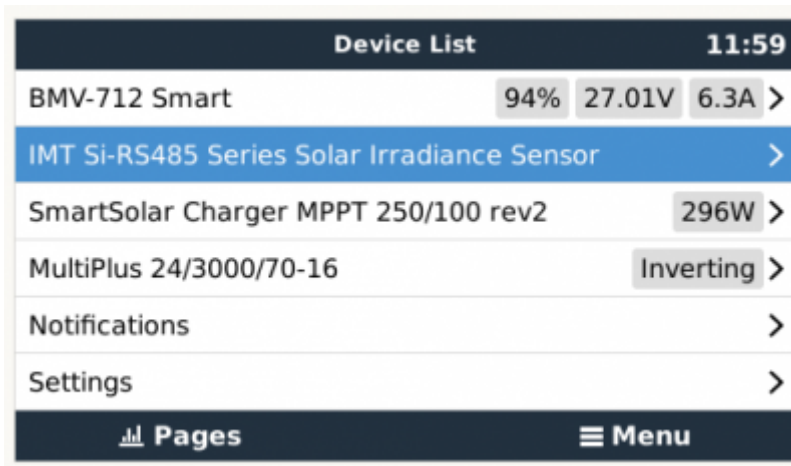 Device List 11:59
BMV-712 Smart 94% 27.01V 6.3A
IMT Si-RS485 Series Solar Irradiance Sensor
SmartSolar Charger MPPT 250/100 rev2 296W
MultiPlus 24/3000/70-16 Inverting
Notifications
Settings
Pages Menu